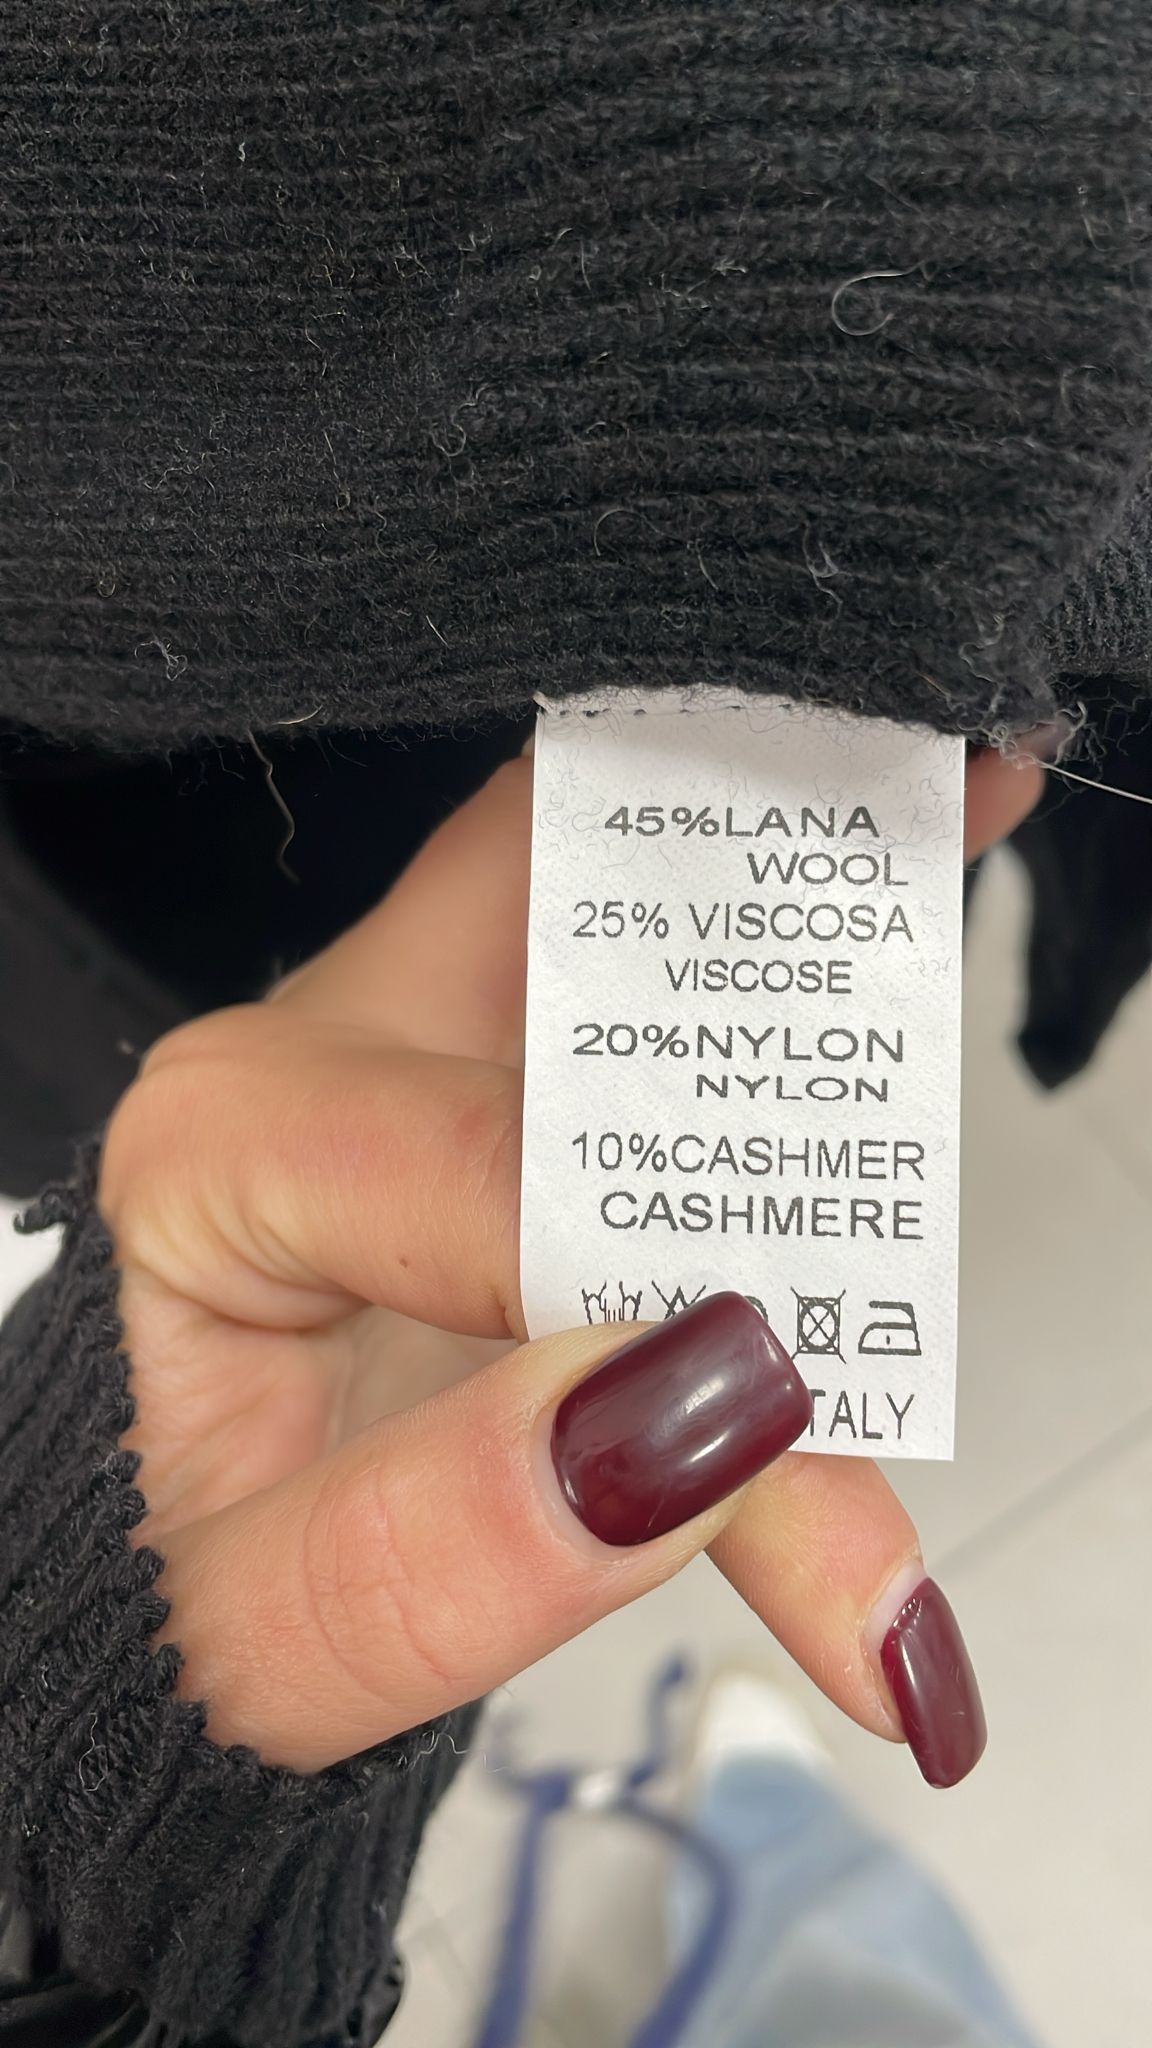 45%LANA
WOOL
25% VISCOSA
VISCOSE
20%NYLON
NYLON
10%CASHMER
CASHMERE